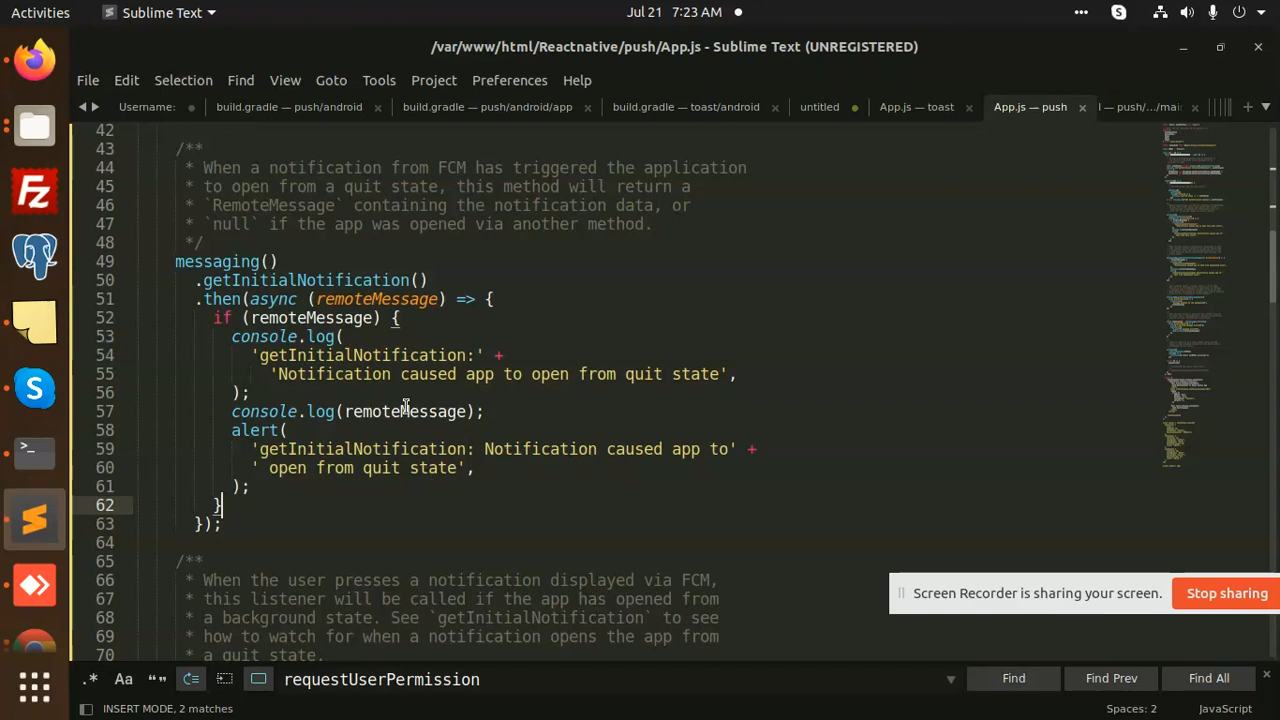 Activities
Sublime Text
Jul 21 7:23 AM
/var/www/html/Reactnative/push/App.js - Sublime Text (UNREGISTERED)
File Edit Selection Find View Goto Tools Project Preferences Help
Username: build.gradle — push/android build.gradle — push/android/app build.gradle — toast/android untitled App.js — toast App.js — push l — push/.../mai
42
43 /**
44 * When a notification from FCM has triggered the application
45 * to open from a quit state, this method will return a
46 * `RemoteMessage` containing the notification data, or
47 * `null` if the app was opened via another method.
48 */
49 messaging()
50 .getInitialNotification()
51 .then(async (remoteMessage) => {
52 if (remoteMessage) {
53 console.log(
54 'getInitialNotification:' +
55 'Notification caused app to open from quit state',
56 );
57 console.log(remoteMessage);
58 alert(
59 'getInitialNotification: Notification caused app to' +
60 ' open from quit state',
61 );
62 }
63 });
64
65 /**
66 * When the user presses a notification displayed via FCM,
67 * this listener will be called if the app has opened from
68 * a background state. See `getInitialNotification` to see
69 * how to watch for when a notification opens the app from
70 * a quit state.
Screen Recorder is sharing your screen. Stop sharing
.* Aa requestUserPermission Find Find Prev Find All
INSERT MODE, 2 matches Spaces: 2 JavaScript